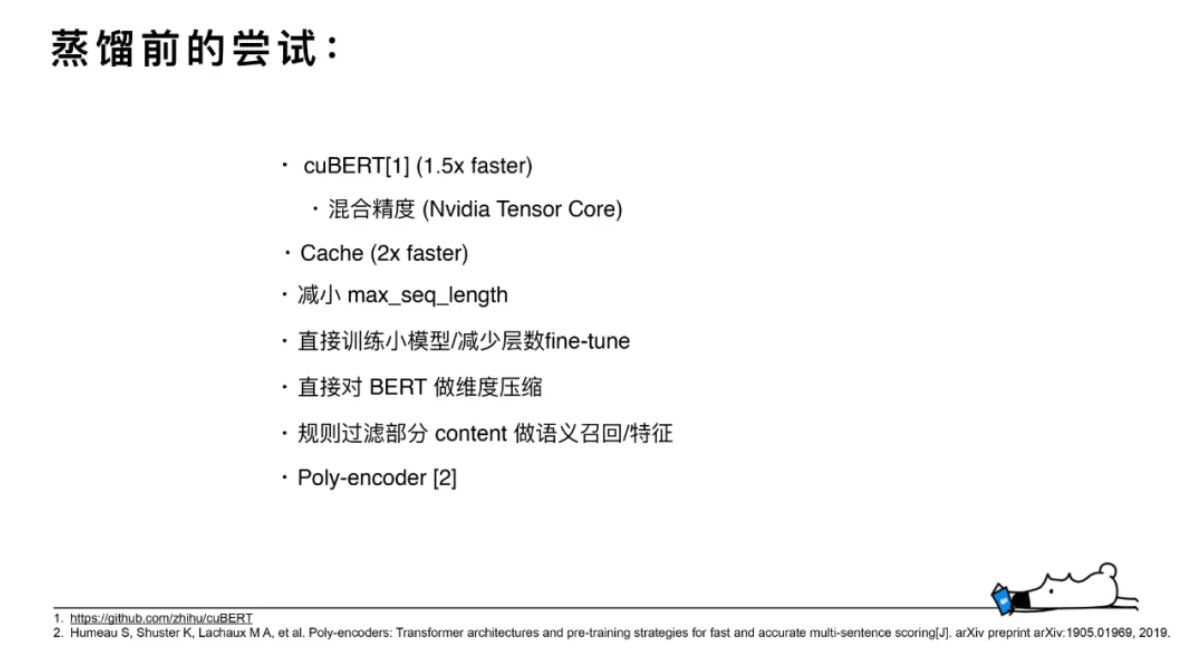 蒸馏前的尝试：
· cuBERT[1] (1.5x faster)
· 混合精度 (Nvidia Tensor Core)
· Cache (2x faster)
· 减小 max_seq_length
· 直接训练小模型/减少层数fine-tune
· 直接对 BERT 做维度压缩
· 规则过滤部分 content 做语义召回/特征
· Poly-encoder [2]
1. https://github.com/zhihu/cuBERT
2. Humeau S, Shuster K, Lachaux M A, et al. Poly-encoders: Transformer architectures and pre-training strategies for fast and accurate multi-sentence scoring[J]. arXiv preprint arXiv:1905.01969, 2019.